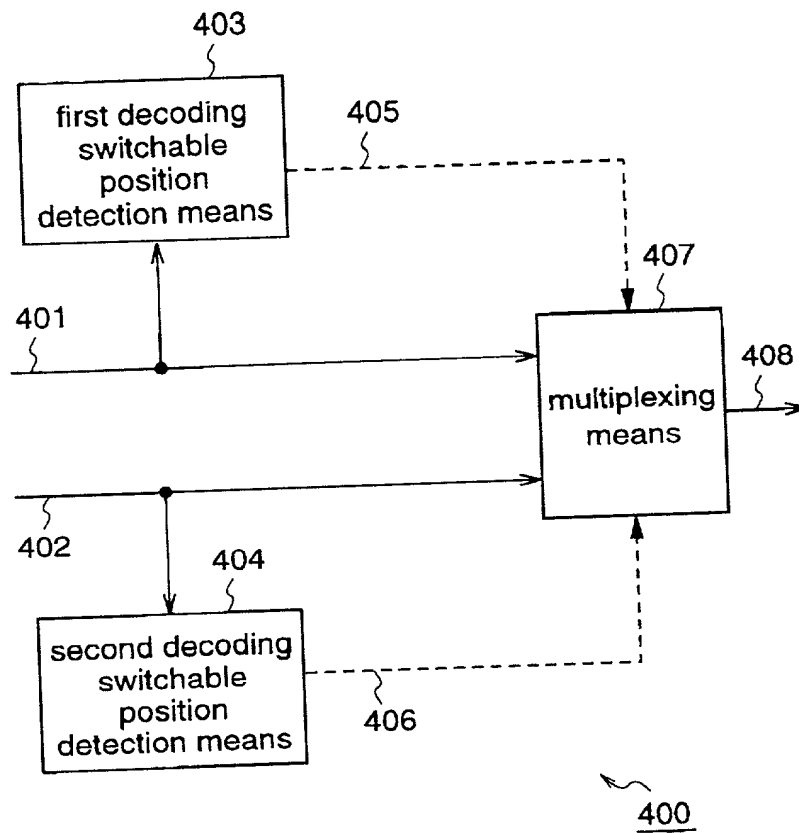 403
first decoding
switchable
position
detection means
405
407
401
408
multiplexing
means
402
404
second decoding
switchable
position
detection means
406
400